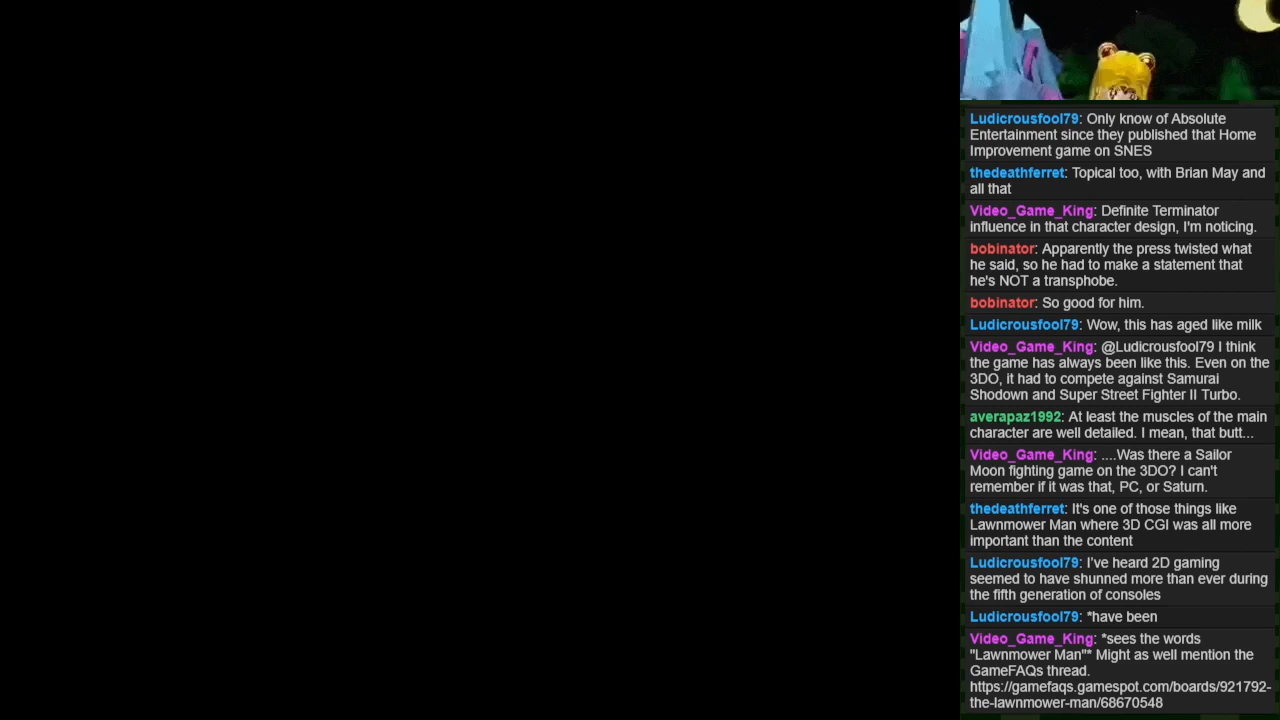 Ludicrousfool79: Only know of Absolute
Entertainment since they published that Home
Improvement game on SNES
thedeathferret: Topical too, with Brian May and
all that
Video_Game_King: Definite Terminator
influence in that character design, I'm noticing.
bobinator: Apparently the press twisted what
he said, so he had to make a statement that
he's NOT a transphobe.
bobinator: So good for him.
Ludicrousfool79: Wow, this has aged like milk
Video_Game_King: @Ludicrousfool79 I think
the game has always been like this. Even on the
3DO, it had to compete against Samurai
Shodown and Super Street Fighter II Turbo.
averapaz1992: At least the muscles of the main
character are well detailed. I mean, that butt...
Video_Game_King: ....Was there a Sailor
Moon fighting game on the 3DO? I can't
remember if it was that, PC, or Saturn.
thedeathferret: It's one of those things like
Lawnmower Man where 3D CGI was all more
important than the content
Ludicrousfool79: I've heard 2D gaming
seemed to have shunned more than ever during
the fifth generation of consoles
Ludicrousfool79: *have been
Video_Game_King: *sees the words
"Lawnmower Man"* Might as well mention the
GameFAQs thread.
https://gamefaqs.gamespot.com/boards/921792-
the-lawnmower-man/68670548